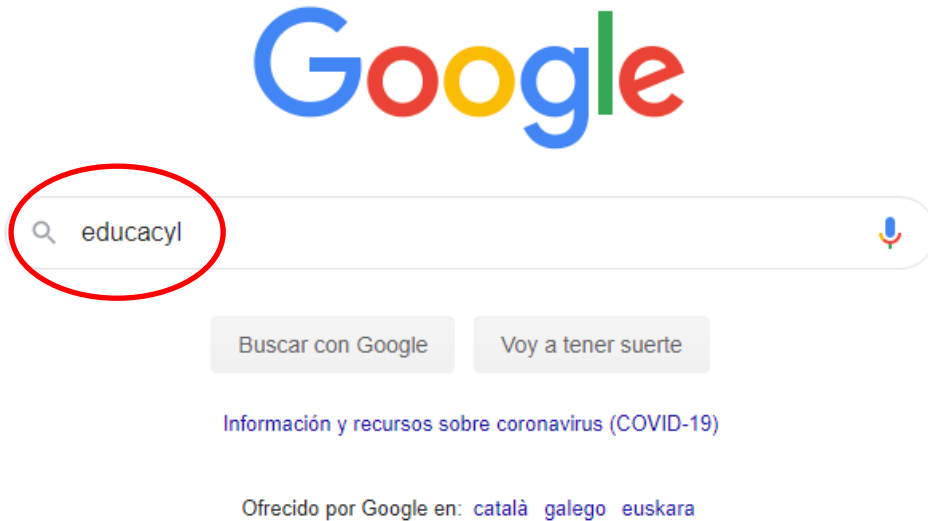 Google
educacyl
Buscar con Google Voy a tener suerte
Información y recursos sobre coronavirus (COVID-19)
Ofrecido por Google en: català galego euskara